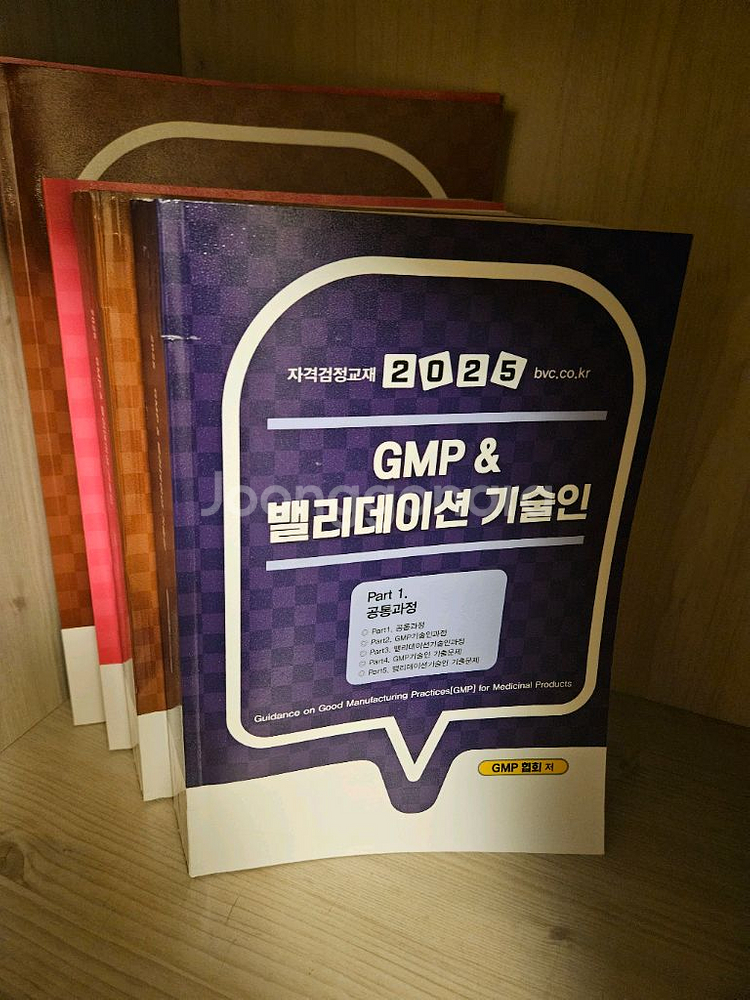 자격검정교재 2025 bvc.co.kr
GMP &
밸리데이션 기술인
Part 1.
공통과정
Part1. 공통과정
Part2. GMP기술인과정
Part3. 밸리데이션기술인과정
Part4. GMP기술인 기출문제
Part5. 밸리데이션기술인 기출문제
Guidance on Good Manufacturing Practices[GMP] for Medicinal Products
GMP 협회 저
Joonggonara